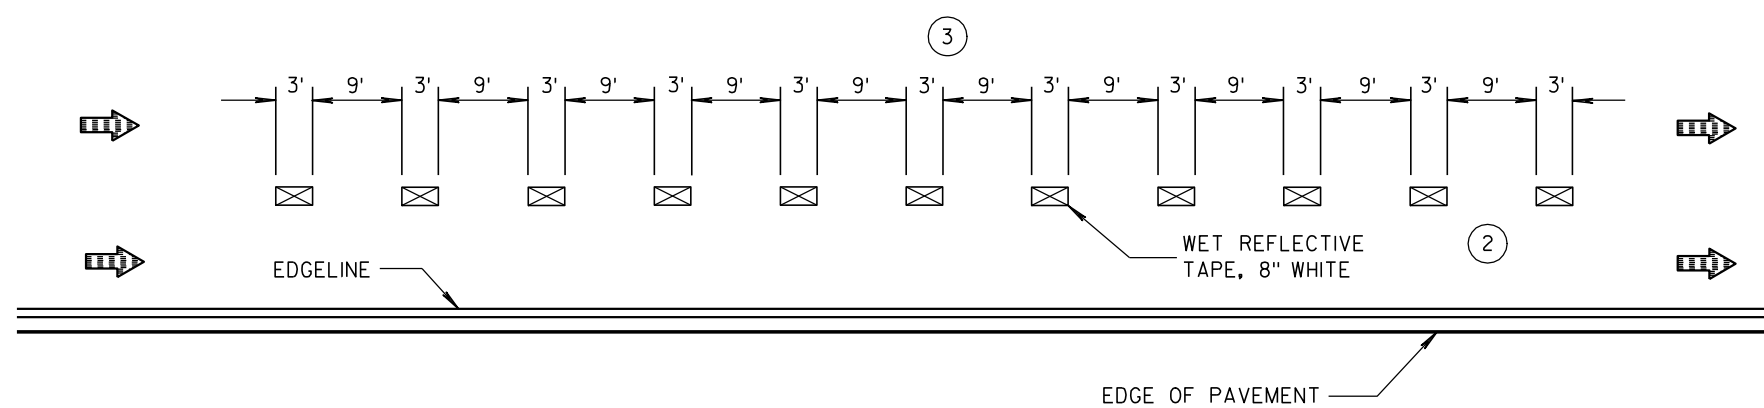 3
3' 9' 3' 9' 3' 9' 3' 9' 3' 9' 3' 9' 3' 9' 3' 9' 3' 9' 3' 9' 3'
WET REFLECTIVE
TAPE, 8" WHITE
2
EDGELINE
EDGE OF PAVEMENT